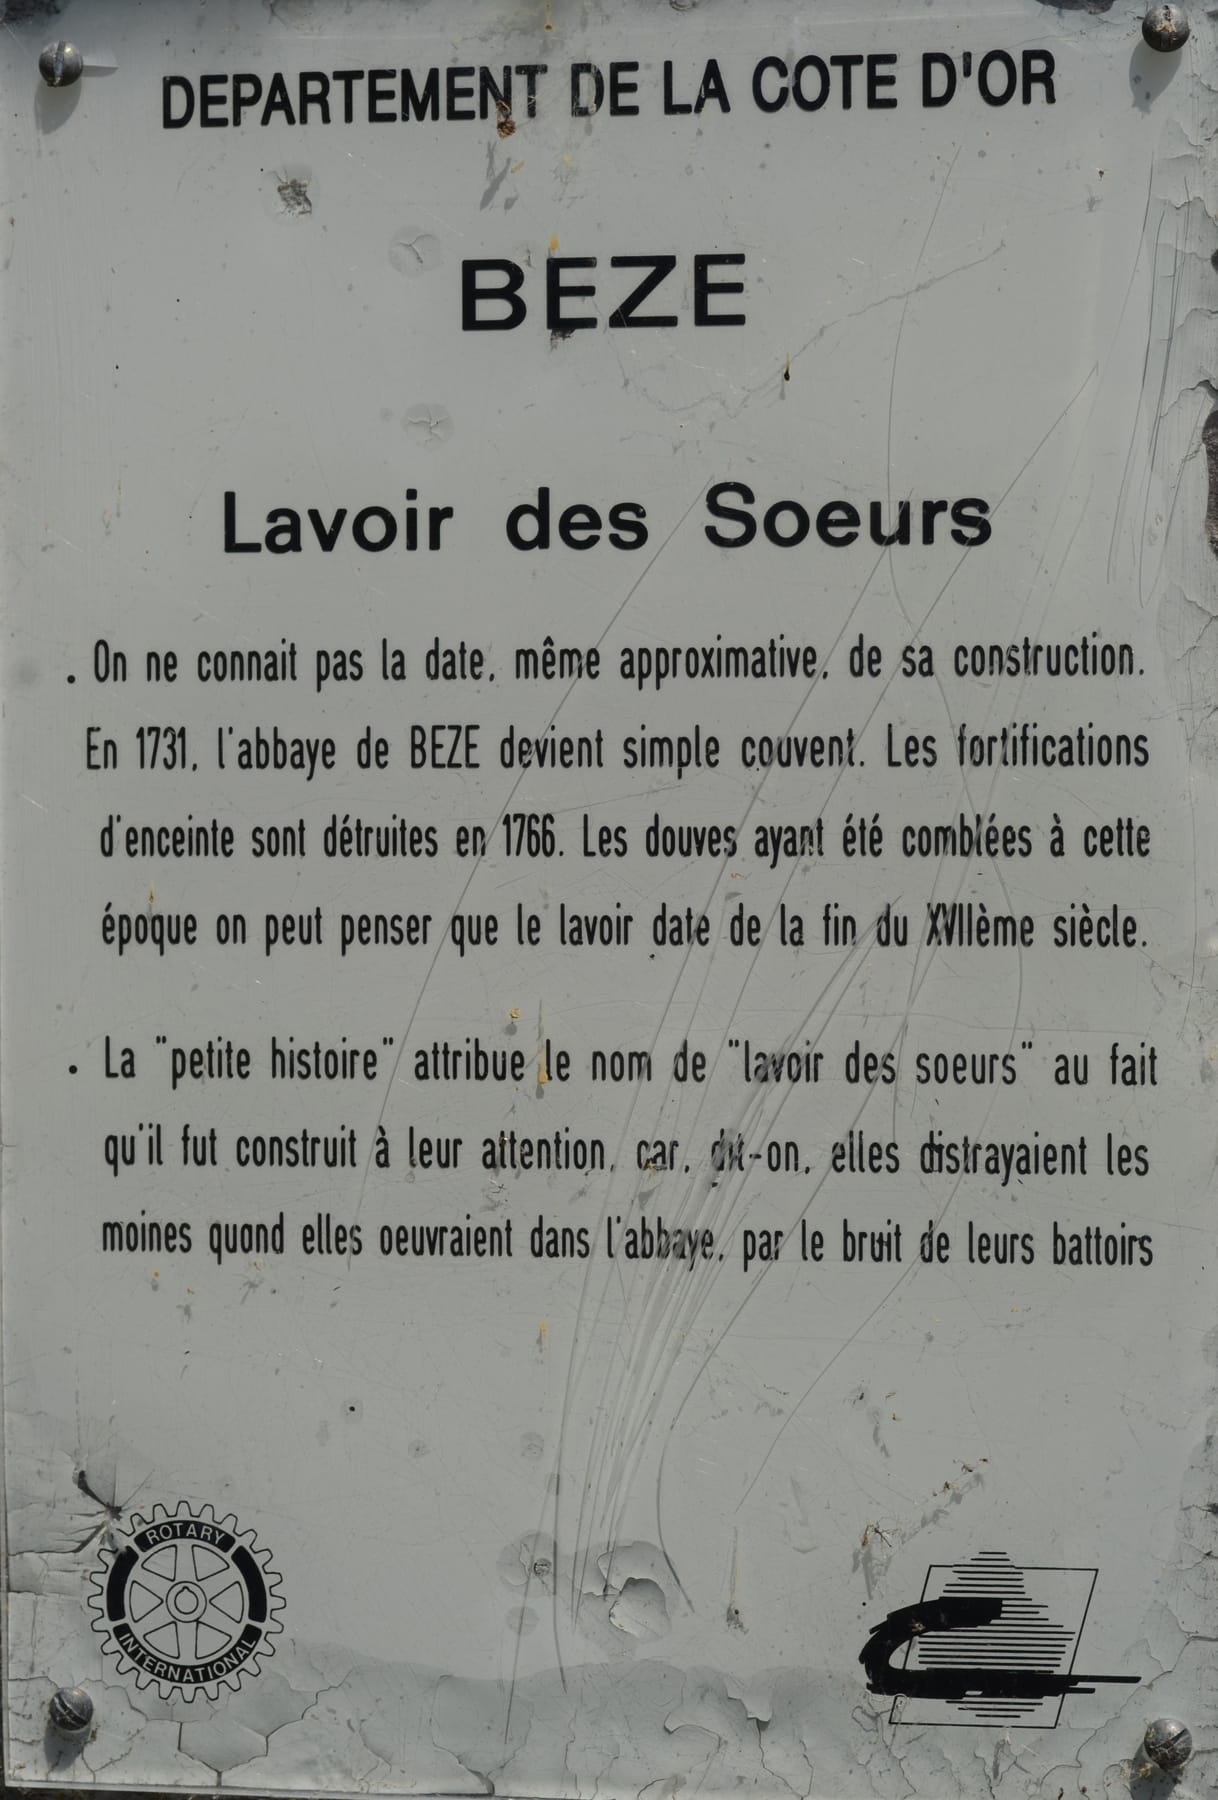 DEPARTEMENT DE LA COTE D'OR
BEZE
Lavoir des Soeurs
. On ne connait pas la date, même approximative, de sa construction.
En 1731, l'abbaye de BEZE devient simple couvent. Les fortifications
d'enceinte sont détruites en 1766. Les douves ayant été comblées à cette
époque on peut penser que le lavoir date de la fin du XVIIème siècle.
. La "petite histoire" attribue le nom de "lavoir des soeurs" au fait
qu'il fut construit à leur attention, car, dit-on, elles distrayaient les
moines quand elles oeuvraient dans l'abbaye, par le bruit de leurs battoirs
ROTARY
INTERNATIONAL